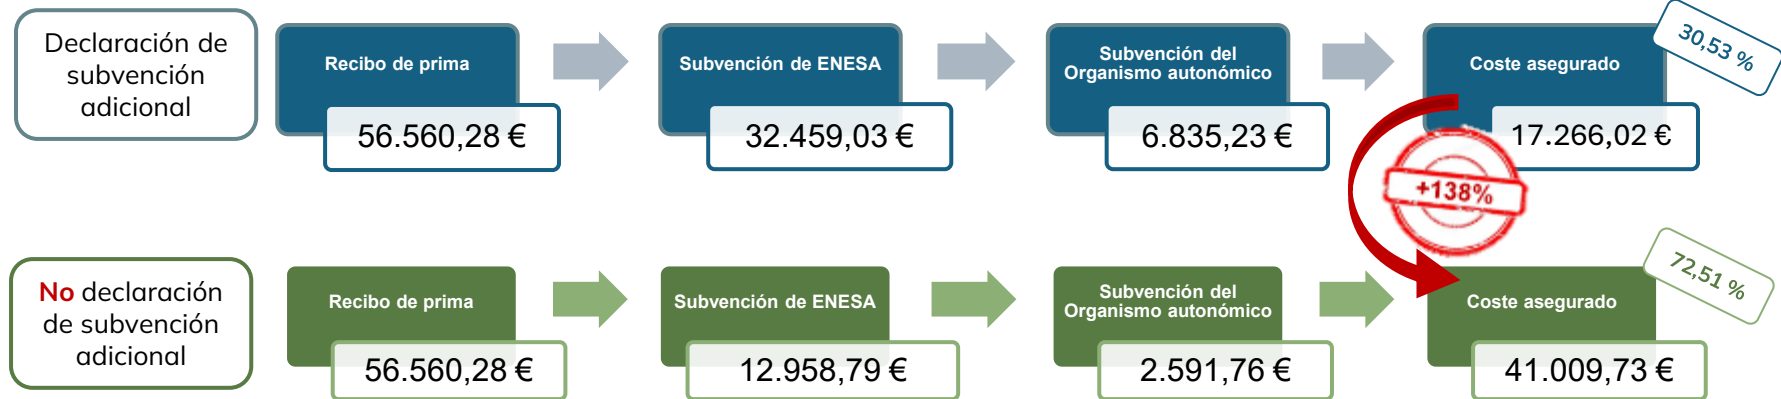 Declaración de
subvención
adicional
Recibo de prima
56.560,28 €
Subvención de ENESA
32.459,03 €
Subvención del
Organismo autonómico
6.835,23 €
Coste asegurado
17.266,02 €
30,53 %
+138%
No declaración
de subvención
adicional
Recibo de prima
56.560,28 €
Subvención de ENESA
12.958,79 €
Subvención del
Organismo autonómico
2.591,76 €
Coste asegurado
41.009,73 €
72,51 %